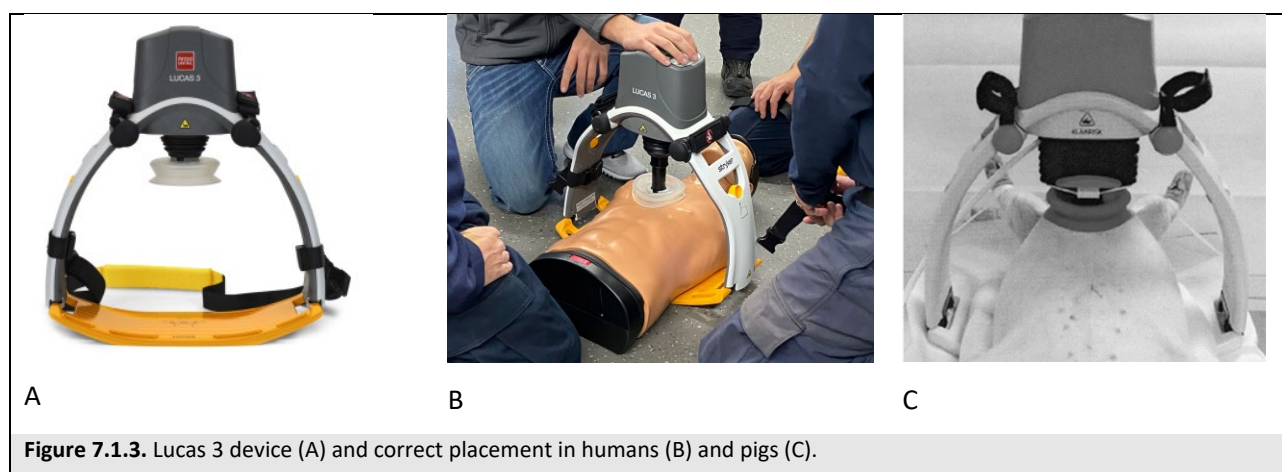 LUCAS 3
LUCAS 3
stryker
KLÄMRISK
A
B
C
Figure 7.1.3. Lucas 3 device (A) and correct placement in humans (B) and pigs (C).